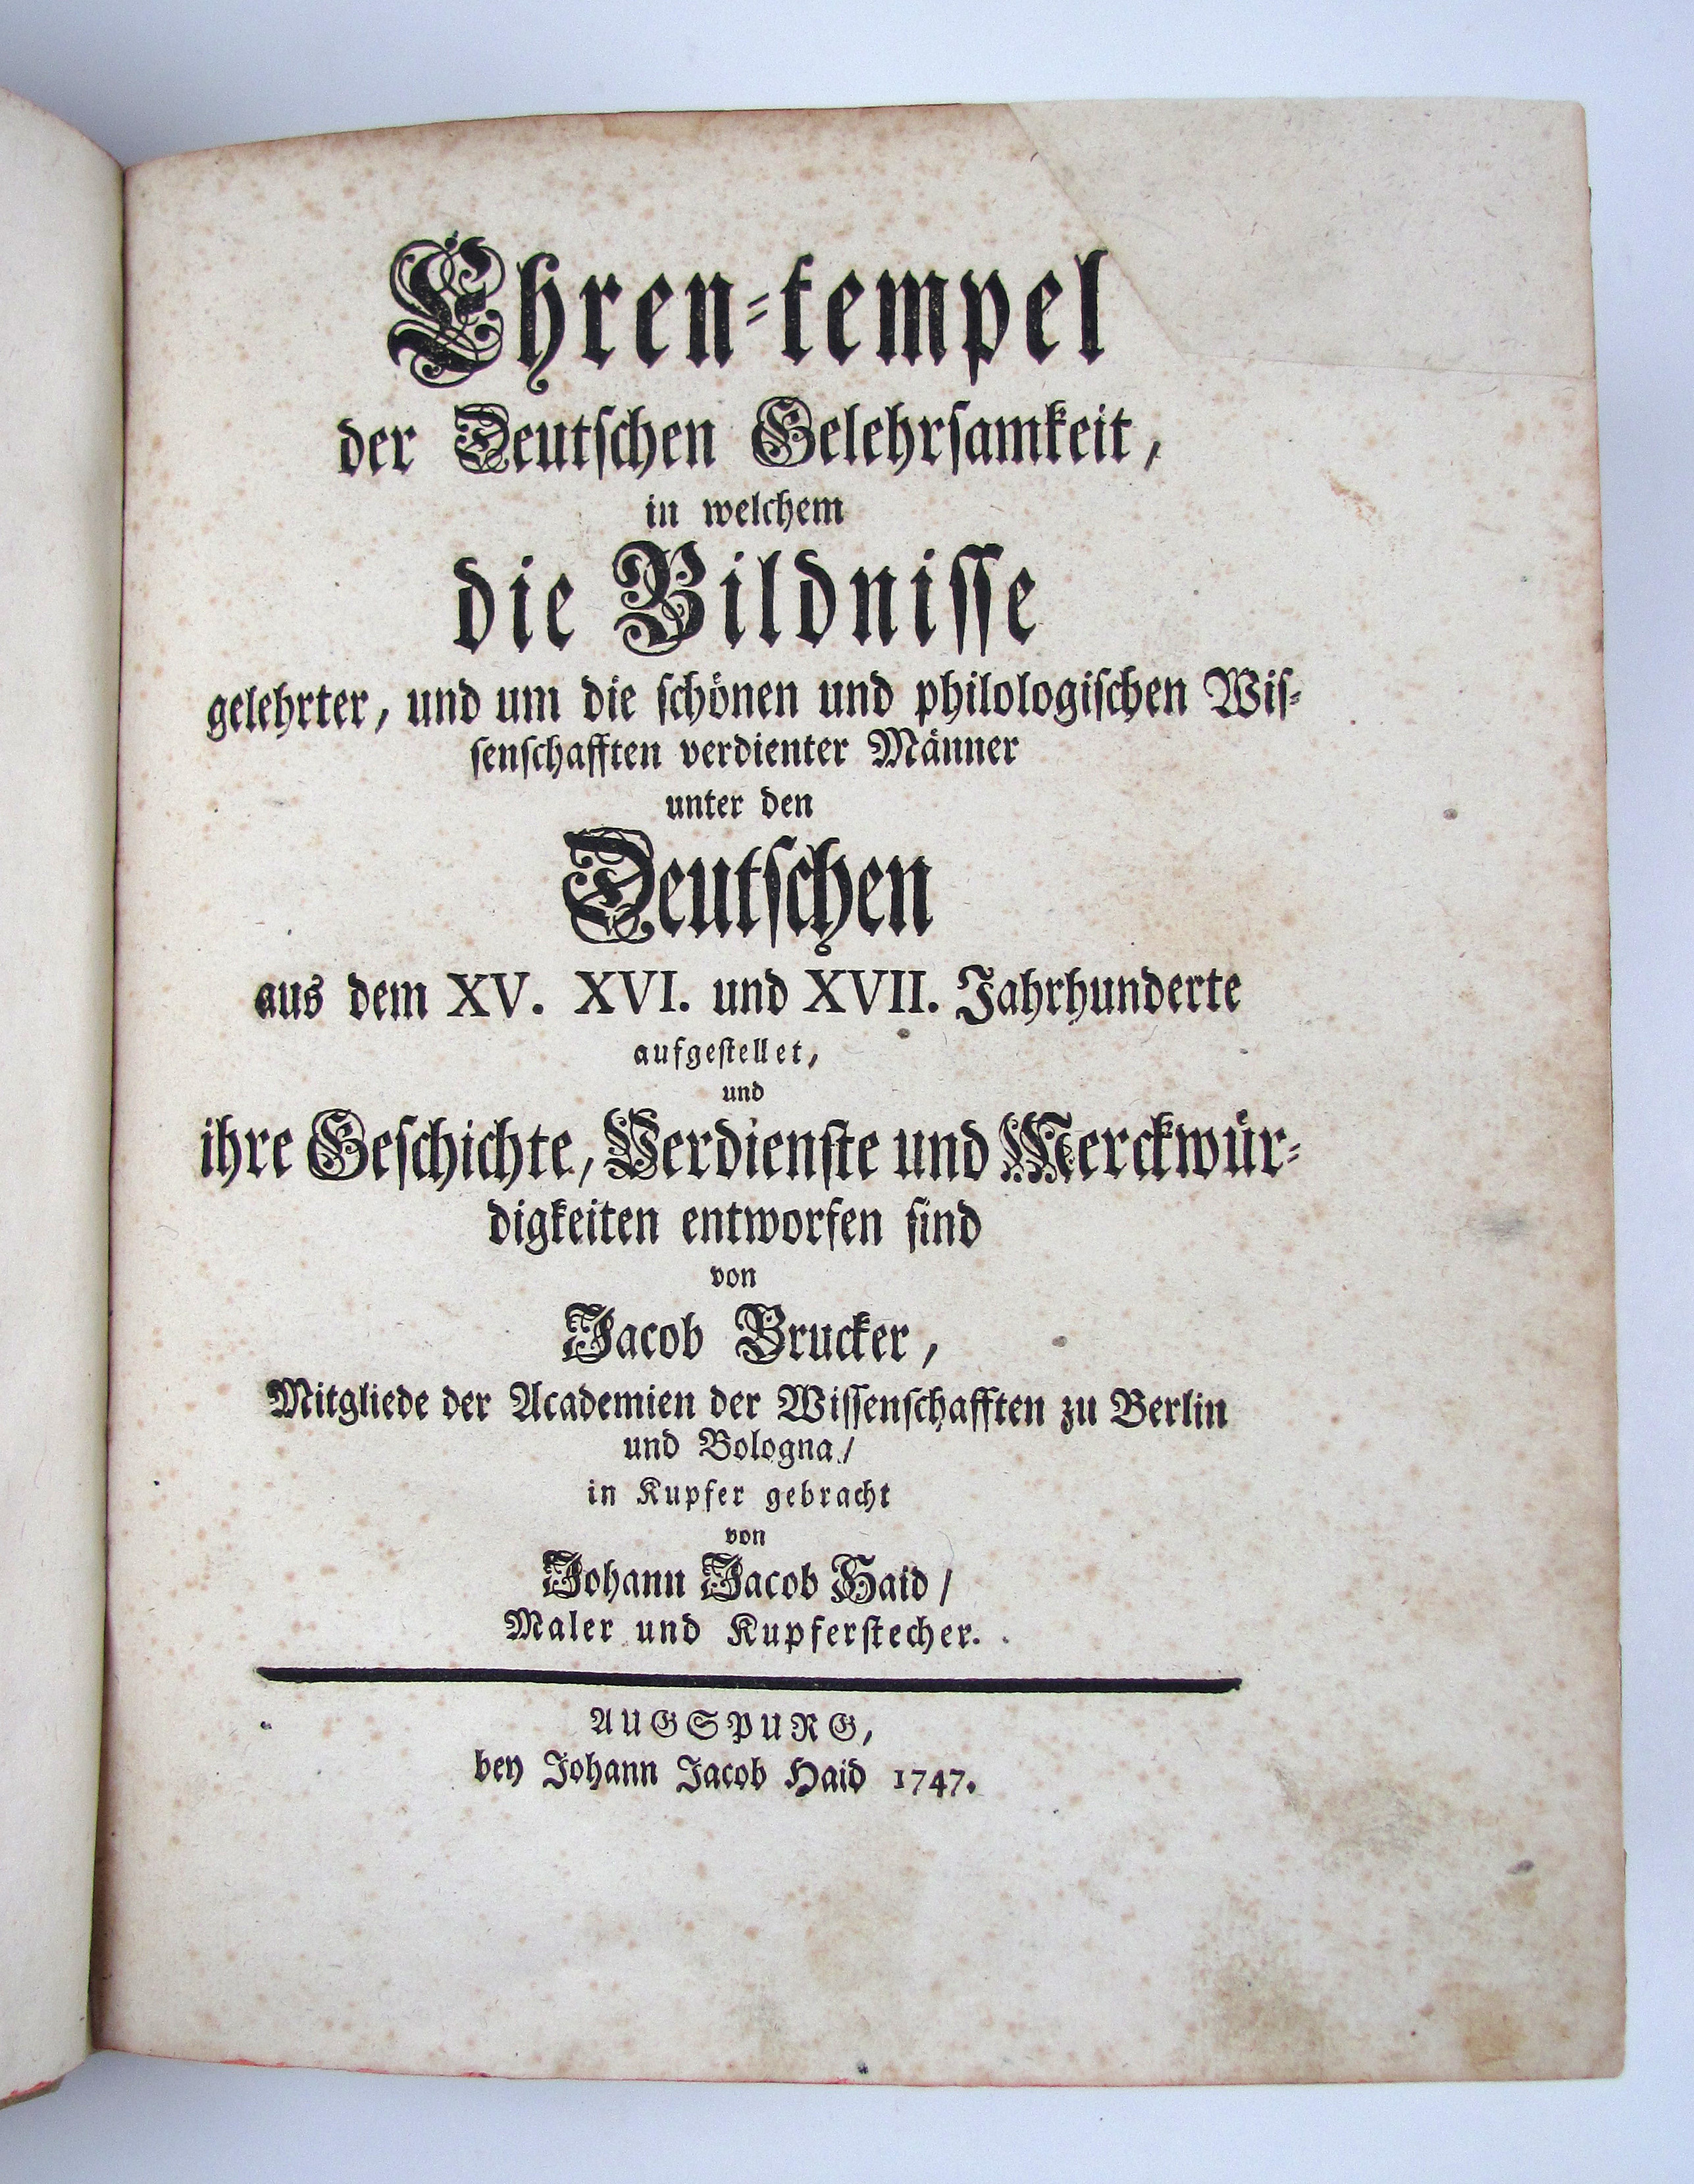 Ehren-tempel
der Deutschen Gelehrsamkeit,
in welchem
die Bildnisse
gelehrter, und um die schönen und philologischen Wis-
senschafften verdienter Männer
unter den
Deutschen
aus dem XV. XVI. und XVII. Jahrhunderte
aufgestellet,
und
ihre Geschichte, Verdienste und Merckwür-
digkeiten entworfen sind
von
Jacob Brucker,
Mitgliede der Academien der Wissenschafften zu Berlin
und Bologna/
in Kupfer gebracht
von
Johann Jacob Haid/
Maler und Kupferstecher.
AUGSPURG,
bey Johann Jacob Haid 1747.